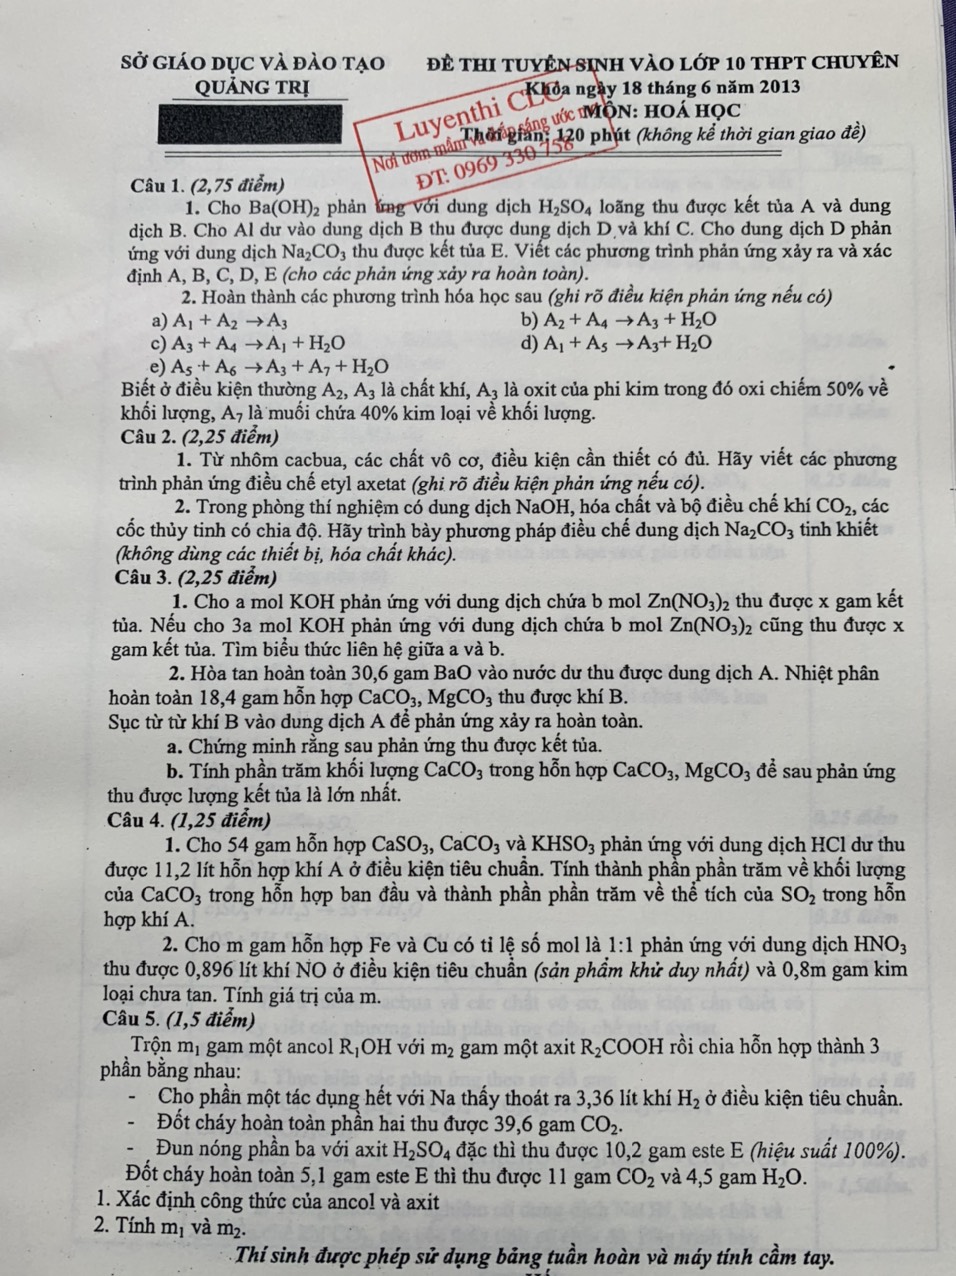 SỞ GIÁO DỤC VÀ ĐÀO TẠO
QUẢNG TRỊ
ĐỀ THI TUYỂN SINH VÀO LỚP 10 THPT CHUYÊN
Khóa ngày 18 tháng 6 năm 2013
MÔN: HOÁ HỌC
Thời gian: 120 phút (không kể thời gian giao đề)
Luyenthi CLC
Nơi ươm mầm và thắp sáng ước mơ
ĐT: 0969 330 758
Câu 1. (2,75 điểm)
1. Cho Ba(OH)₂ phản ứng với dung dịch H₂SO₄ loãng thu được kết tủa A và dung
dịch B. Cho Al dư vào dung dịch B thu được dung dịch D và khí C. Cho dung dịch D phản
ứng với dung dịch Na₂CO₃ thu được kết tủa E. Viết các phương trình phản ứng xảy ra và xác
định A, B, C, D, E (cho các phản ứng xảy ra hoàn toàn).
2. Hoàn thành các phương trình hóa học sau (ghi rõ điều kiện phản ứng nếu có)
a) A₁ + A₂ → A₃ b) A₂ + A₄ → A₃ + H₂O
c) A₃ + A₄ → A₁ + H₂O d) A₁ + A₅ → A₃+ H₂O
e) A₅ + A₆ → A₃ + A₇ + H₂O
Biết ở điều kiện thường A₂, A₃ là chất khí, A₃ là oxit của phi kim trong đó oxi chiếm 50% về
khối lượng, A₇ là muối chứa 40% kim loại về khối lượng.
Câu 2. (2,25 điểm)
1. Từ nhôm cacbua, các chất vô cơ, điều kiện cần thiết có đủ. Hãy viết các phương
trình phản ứng điều chế etyl axetat (ghi rõ điều kiện phản ứng nếu có).
2. Trong phòng thí nghiệm có dung dịch NaOH, hóa chất và bộ điều chế khí CO₂, các
cốc thủy tinh có chia độ. Hãy trình bày phương pháp điều chế dung dịch Na₂CO₃ tinh khiết
(không dùng các thiết bị, hóa chất khác).
Câu 3. (2,25 điểm)
1. Cho a mol KOH phản ứng với dung dịch chứa b mol Zn(NO₃)₂ thu được x gam kết
tủa. Nếu cho 3a mol KOH phản ứng với dung dịch chứa b mol Zn(NO₃)₂ cũng thu được x
gam kết tủa. Tìm biểu thức liên hệ giữa a và b.
2. Hòa tan hoàn toàn 30,6 gam BaO vào nước dư thu được dung dịch A. Nhiệt phân
hoàn toàn 18,4 gam hỗn hợp CaCO₃, MgCO₃ thu được khí B.
Sục từ từ khí B vào dung dịch A để phản ứng xảy ra hoàn toàn.
a. Chứng minh rằng sau phản ứng thu được kết tủa.
b. Tính phần trăm khối lượng CaCO₃ trong hỗn hợp CaCO₃, MgCO₃ để sau phản ứng
thu được lượng kết tủa là lớn nhất.
Câu 4. (1,25 điểm)
1. Cho 54 gam hỗn hợp CaSO₃, CaCO₃ và KHSO₃ phản ứng với dung dịch HCl dư thu
được 11,2 lít hỗn hợp khí A ở điều kiện tiêu chuẩn. Tính thành phần phần trăm về khối lượng
của CaCO₃ trong hỗn hợp ban đầu và thành phần phần trăm về thể tích của SO₂ trong hỗn
hợp khí A.
2. Cho m gam hỗn hợp Fe và Cu có tỉ lệ số mol là 1:1 phản ứng với dung dịch HNO₃
thu được 0,896 lít khí NO ở điều kiện tiêu chuẩn (sản phẩm khử duy nhất) và 0,8m gam kim
loại chưa tan. Tính giá trị của m.
Câu 5. (1,5 điểm)
Trộn m₁ gam một ancol R₁OH với m₂ gam một axit R₂COOH rồi chia hỗn hợp thành 3
phần bằng nhau:
- Cho phần một tác dụng hết với Na thấy thoát ra 3,36 lít khí H₂ ở điều kiện tiêu chuẩn.
- Đốt cháy hoàn toàn phần hai thu được 39,6 gam CO₂.
- Đun nóng phần ba với axit H₂SO₄ đặc thì thu được 10,2 gam este E (hiệu suất 100%).
Đốt cháy hoàn toàn 5,1 gam este E thì thu được 11 gam CO₂ và 4,5 gam H₂O.
1. Xác định công thức của ancol và axit
2. Tính m₁ và m₂.
Thí sinh được phép sử dụng bảng tuần hoàn và máy tính cầm tay.